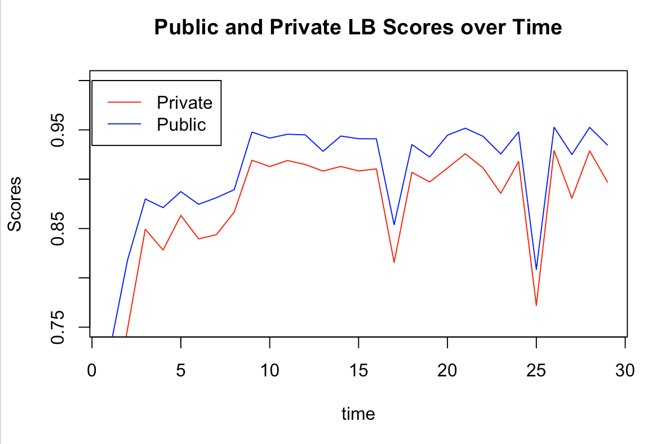 Public and Private LB Scores over Time
Private
Public
Scores
0.95
0.85
0.75
0 5 10 15 20 25 30
time